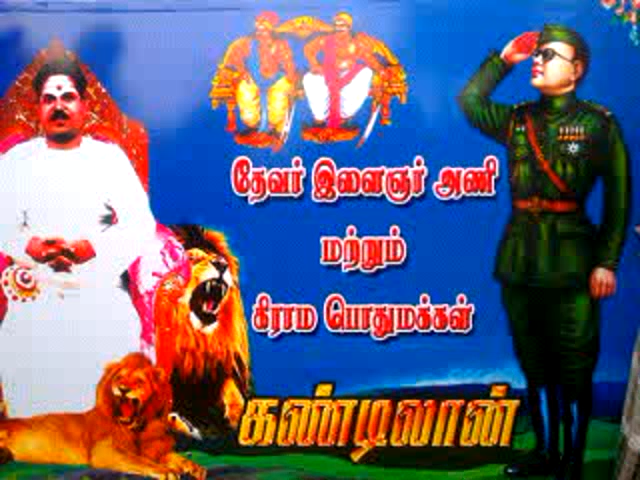 தேவர் இளைஞர் அணி
மற்றும்
கிராம பொதுமக்கள்
கண்டிலான்